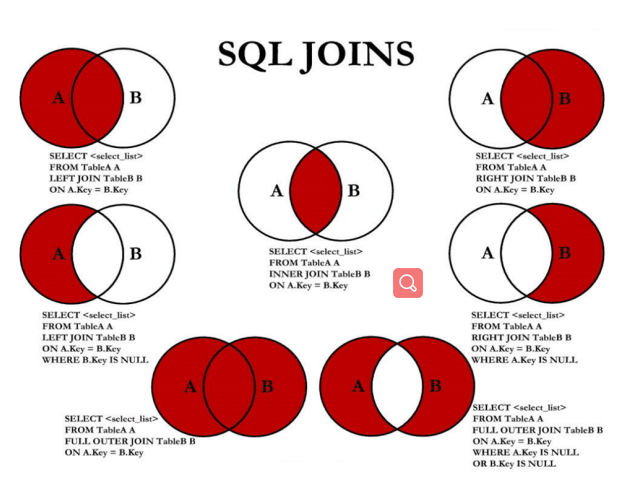 SQL JOINS
A B
SELECT <select_list>
FROM TableA A
LEFT JOIN TableB B
ON A.Key = B.Key
A B
SELECT <select_list>
FROM TableA A
RIGHT JOIN TableB B
ON A.Key = B.Key
A B
SELECT <select_list>
FROM TableA A
INNER JOIN TableB B
ON A.Key = B.Key
A B
SELECT <select_list>
FROM TableA A
LEFT JOIN TableB B
ON A.Key = B.Key
WHERE B.Key IS NULL
A B
SELECT <select_list>
FROM TableA A
RIGHT JOIN TableB B
ON A.Key = B.Key
WHERE A.Key IS NULL
A B
SELECT <select_list>
FROM TableA A
FULL OUTER JOIN TableB B
ON A.Key = B.Key
A B
SELECT <select_list>
FROM TableA A
FULL OUTER JOIN TableB B
ON A.Key = B.Key
WHERE A.Key IS NULL
OR B.Key IS NULL